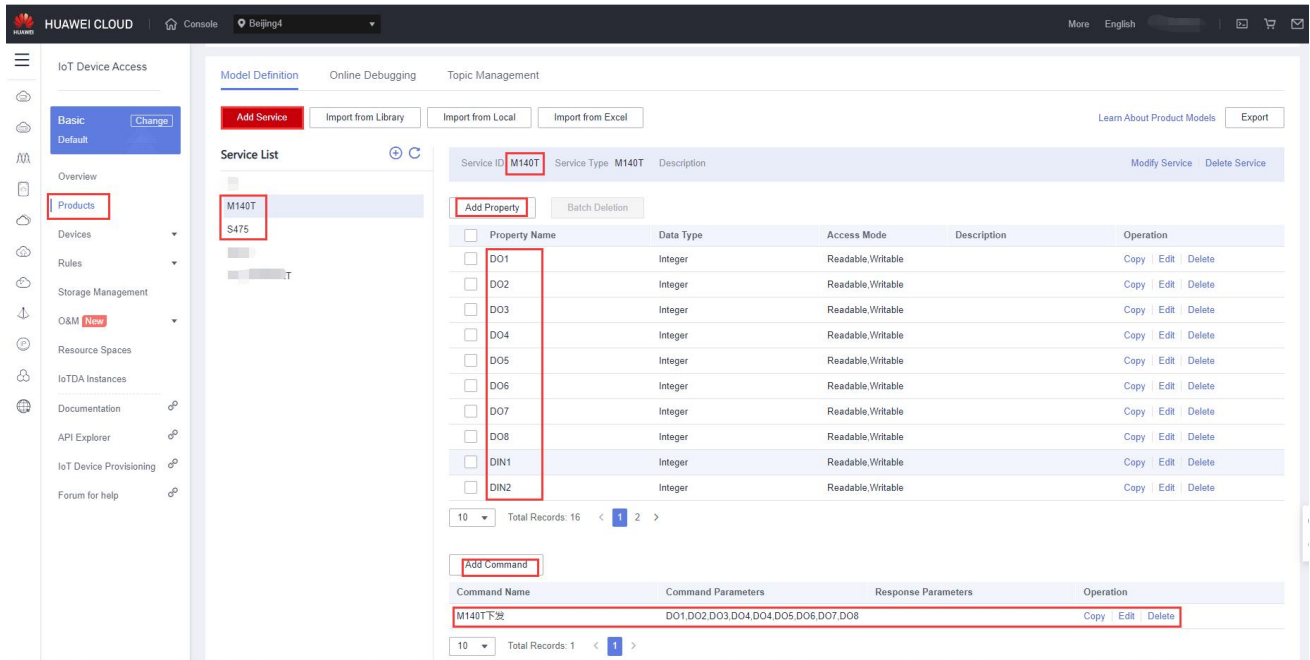 HUAWEI
HUAWEI CLOUD
Console
Beijing4
More
English
IoT Device Access
Basic
Change
Default
Overview
Products
Devices
Rules
Storage Management
O&M New
Resource Spaces
IoTDA Instances
Documentation
API Explorer
IoT Device Provisioning
Forum for help
Model Definition Online Debugging Topic Management
Add Service Import from Library Import from Local Import from Excel Learn About Product Models Export
Service List
M140T
S475
T
Service ID M140T Service Type M140T Description Modify Service Delete Service
Add Property Batch Deletion
Property Name Data Type Access Mode Description Operation
DO1 Integer Readable,Writable Copy Edit Delete
DO2 Integer Readable,Writable Copy Edit Delete
DO3 Integer Readable,Writable Copy Edit Delete
DO4 Integer Readable,Writable Copy Edit Delete
DO5 Integer Readable,Writable Copy Edit Delete
DO6 Integer Readable,Writable Copy Edit Delete
DO7 Integer Readable,Writable Copy Edit Delete
DO8 Integer Readable,Writable Copy Edit Delete
DIN1 Integer Readable,Writable Copy Edit Delete
DIN2 Integer Readable,Writable Copy Edit Delete
10 Total Records: 16 < 1 2 >
Add Command
Command Name Command Parameters Response Parameters Operation
M140T下发 DO1,DO2,DO3,DO4,DO4,DO5,DO6,DO7,DO8 Copy Edit Delete
10 Total Records: 1 < 1 >